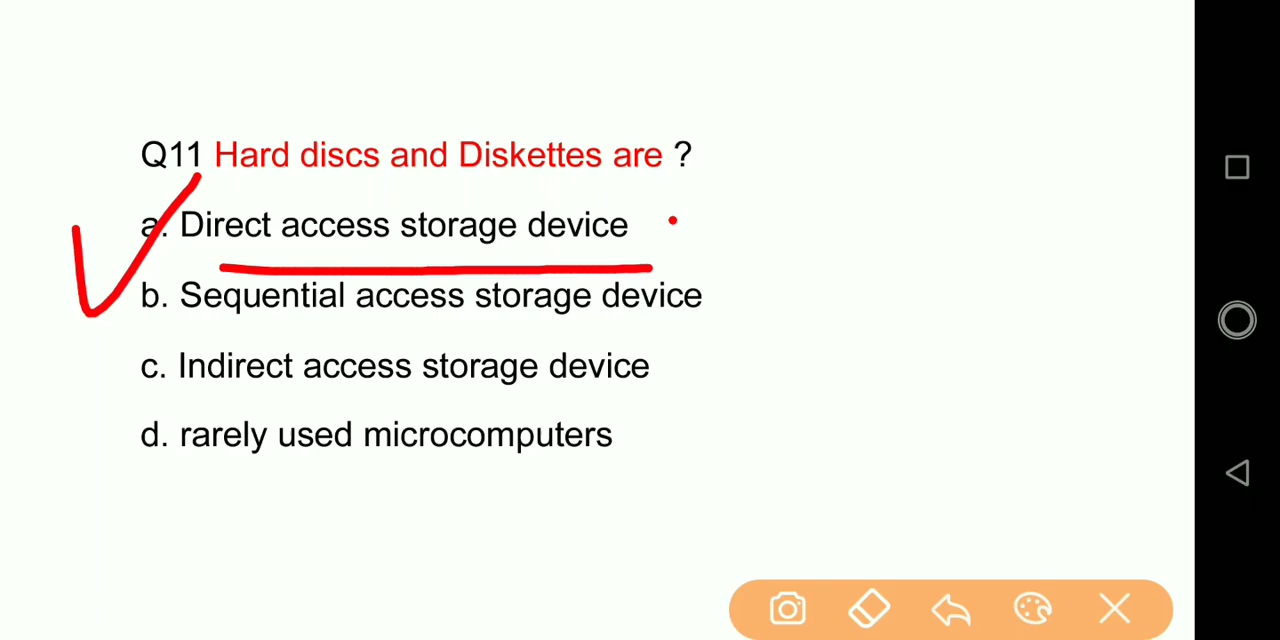 Q11 Hard discs and Diskettes are ?
a. Direct access storage device
b. Sequential access storage device
c. Indirect access storage device
d. rarely used microcomputers